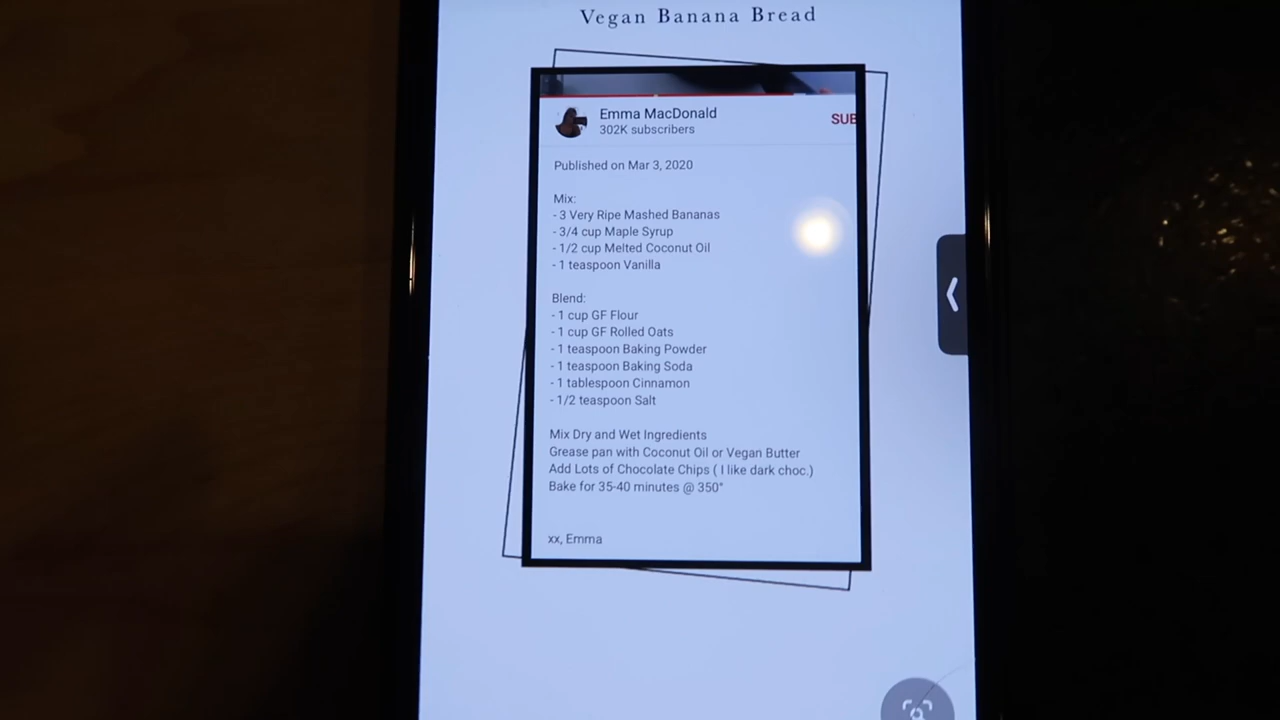 Vegan Banana Bread
Emma MacDonald
302K subscribers
SUB
Published on Mar 3, 2020
Mix:
- 3 Very Ripe Mashed Bananas
- 3/4 cup Maple Syrup
- 1/2 cup Melted Coconut Oil
- 1 teaspoon Vanilla
Blend:
- 1 cup GF Flour
- 1 cup GF Rolled Oats
- 1 teaspoon Baking Powder
- 1 teaspoon Baking Soda
- 1 tablespoon Cinnamon
- 1/2 teaspoon Salt
Mix Dry and Wet Ingredients
Grease pan with Coconut Oil or Vegan Butter
Add Lots of Chocolate Chips ( I like dark choc.)
Bake for 35-40 minutes @ 350°
xx, Emma